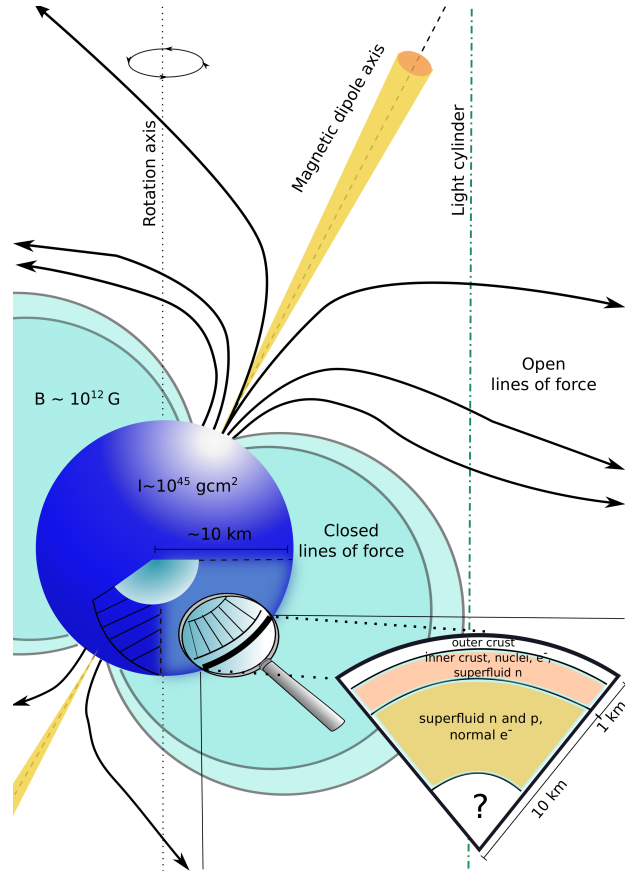 Rotation axis
Magnetic dipole axis
Light cylinder
Open
lines of force
B ~ 10¹² G
I~10⁴⁵ gcm²
~10 km
Closed
lines of force
outer crust
inner crust, nuclei, e⁻,
superfluid n
superfluid n and p,
normal e⁻
?
1 km
10 km